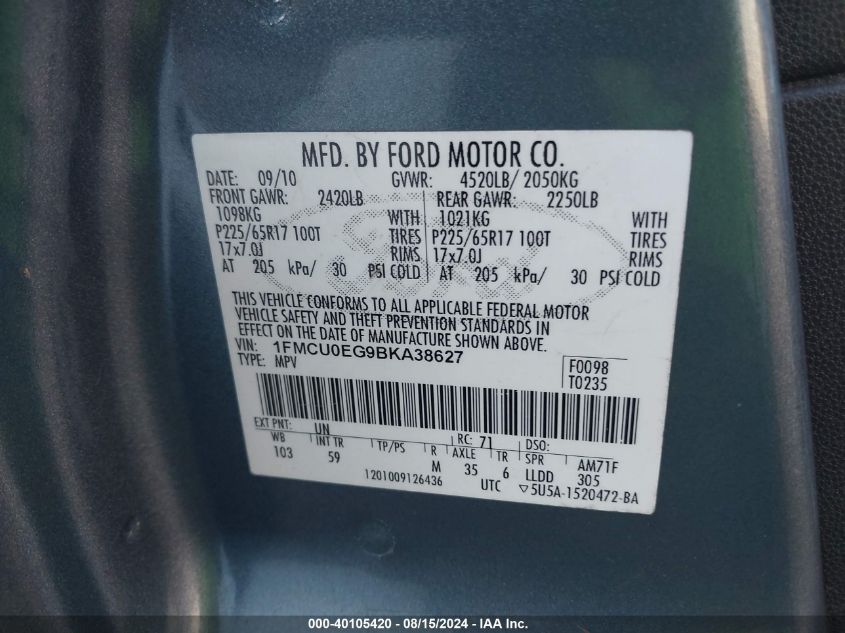 MFD. BY FORD MOTOR CO.
DATE: 09/10 GVWR: 4520LB/ 2050KG
FRONT GAWR: 2420LB REAR GAWR: 2250LB
1098KG WITH 1021KG WITH
P225/65R17 100T TIRES P225/65R17 100T TIRES
17x7.0J RIMS 17x7.0J RIMS
AT 205 kPa/ 30 PSI COLD AT 205 kPa/ 30 PSI COLD
THIS VEHICLE CONFORMS TO ALL APPLICABLE FEDERAL MOTOR
VEHICLE SAFETY AND THEFT PREVENTION STANDARDS IN
EFFECT ON THE DATE OF MANUFACTURE SHOWN ABOVE.
VIN: 1FMCU0EG9BKA38627
TYPE: MPV
F0098
T0235
EXT PNT: UN RC: 71 DSO:
WB INT TR TP/PS R AXLE TR SPR AM71F
103 59 M 35 6 LLDD 305
1201009126436 UTC ▽5U5A-1520472-BA
000-40105420 - 08/15/2024 - IAA Inc.